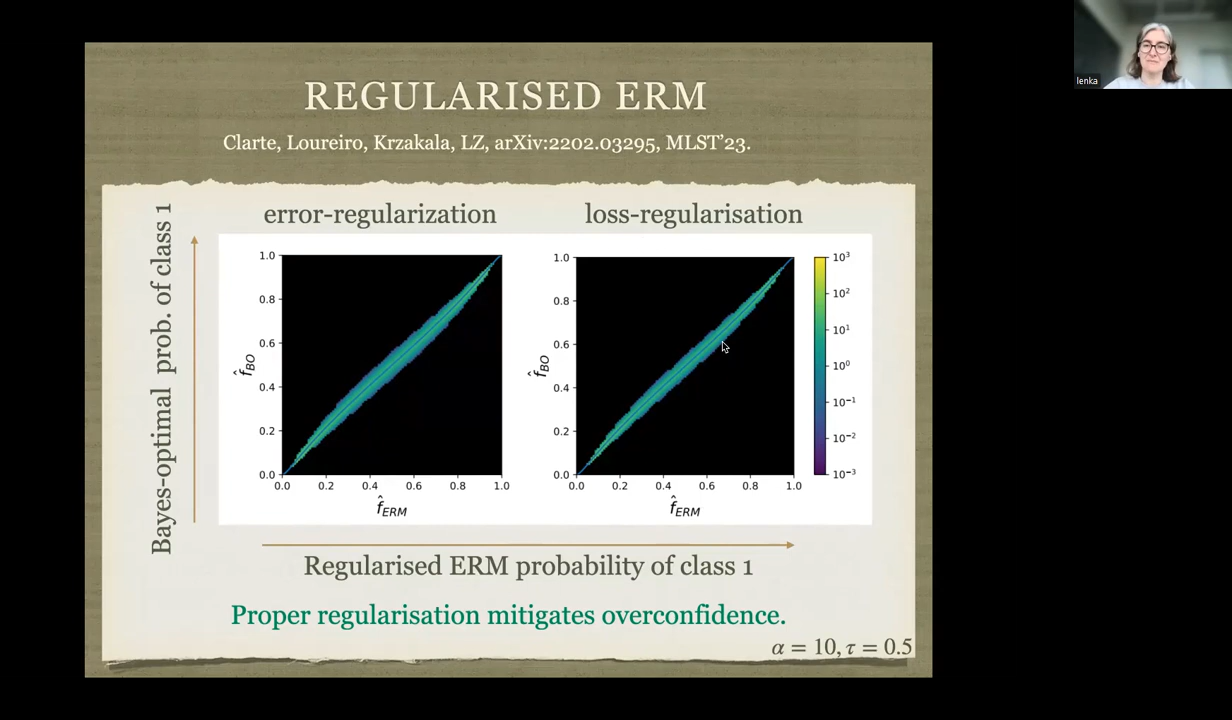 REGULARISED ERM
Clarte, Loureiro, Krzakala, LZ, arXiv:2202.03295, MLST'23.
error-regularization
loss-regularisation
Bayes-optimal prob. of class 1
1.0
0.8
0.6
0.4
0.2
0.0
f̂_BO
0.0 0.2 0.4 0.6 0.8 1.0
f̂_ERM
1.0
0.8
0.6
0.4
0.2
0.0
f̂_BO
0.0 0.2 0.4 0.6 0.8 1.0
f̂_ERM
10³
10²
10¹
10⁰
10⁻¹
10⁻²
10⁻³
Regularised ERM probability of class 1
Proper regularisation mitigates overconfidence.
α = 10, τ = 0.5
lenka